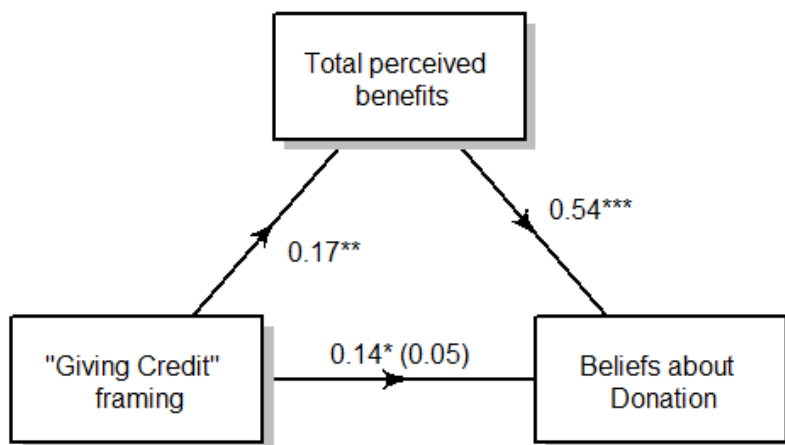 Total perceived
benefits
0.54***
0.17**
"Giving Credit"
framing
0.14* (0.05)
Beliefs about
Donation